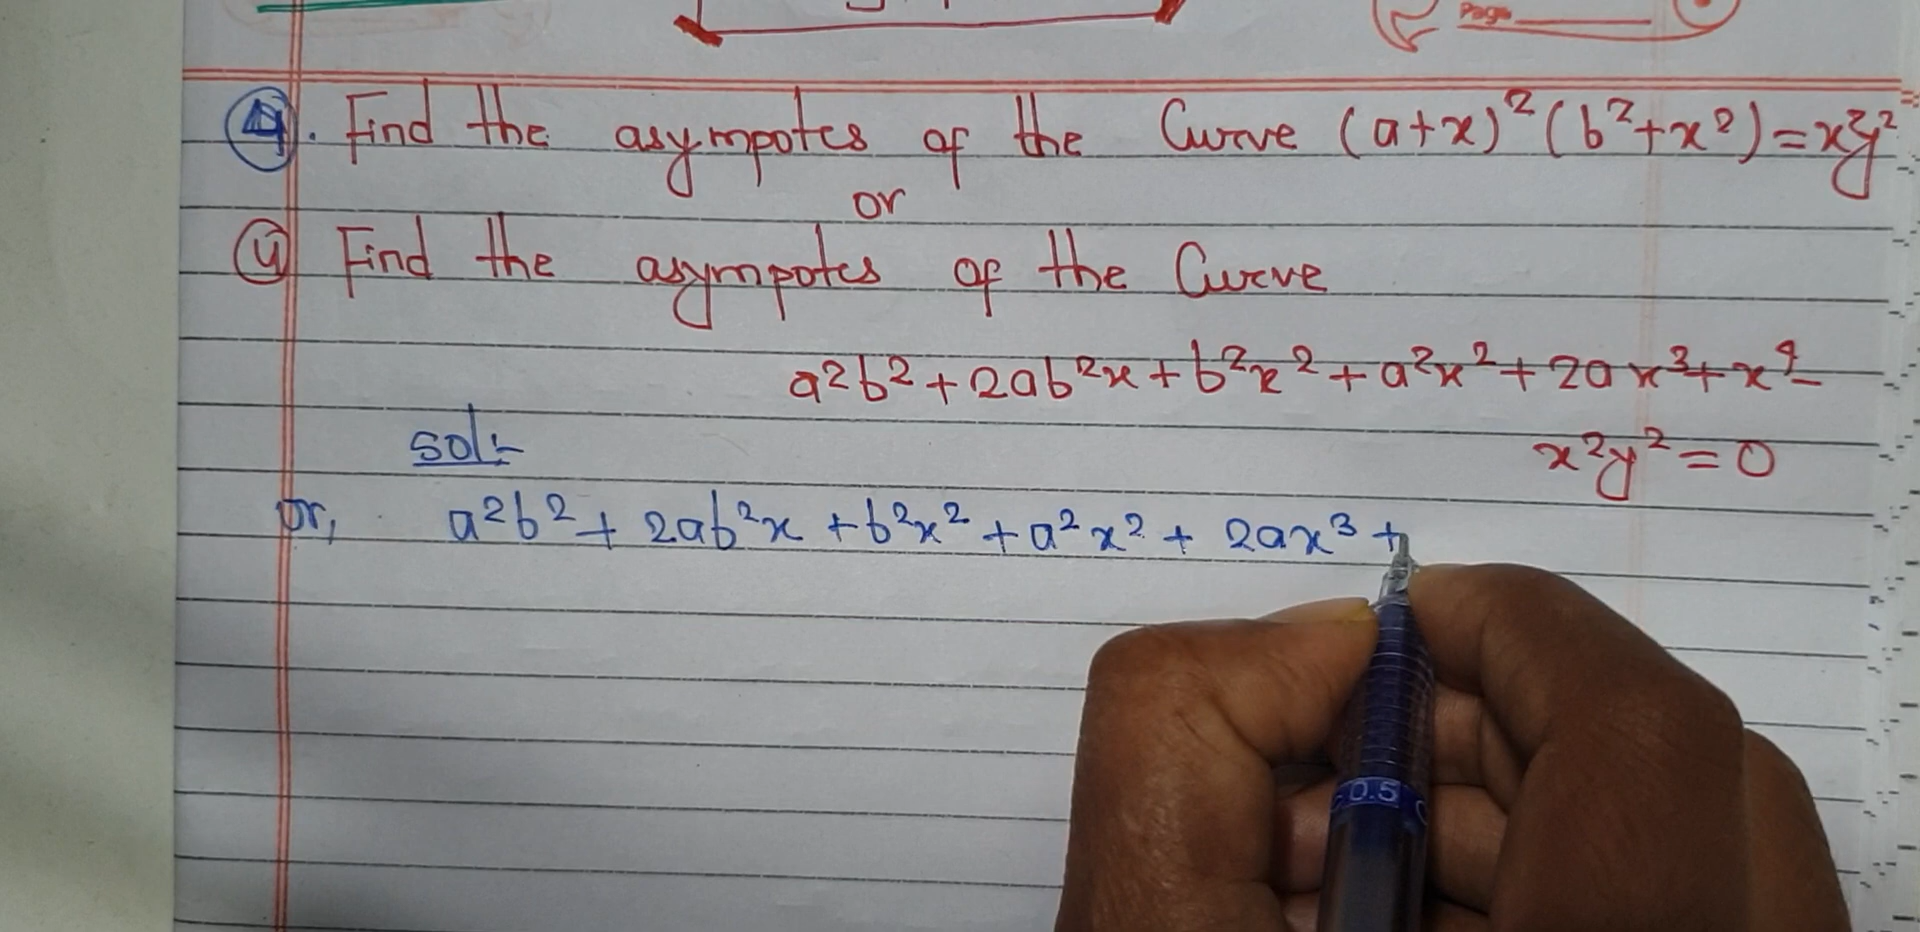 Page
4. Find the asympotes of the Curve (a+x)²(b²+x²)=x²y²
or
4 Find the asympotes of the Curve
a²b²+2ab²x+b²x²+a²x²+2ax³+x⁴-
x²y²=0
sol:-
or, a²b²+2ab²x+b²x²+a²x²+2ax³+
0.5